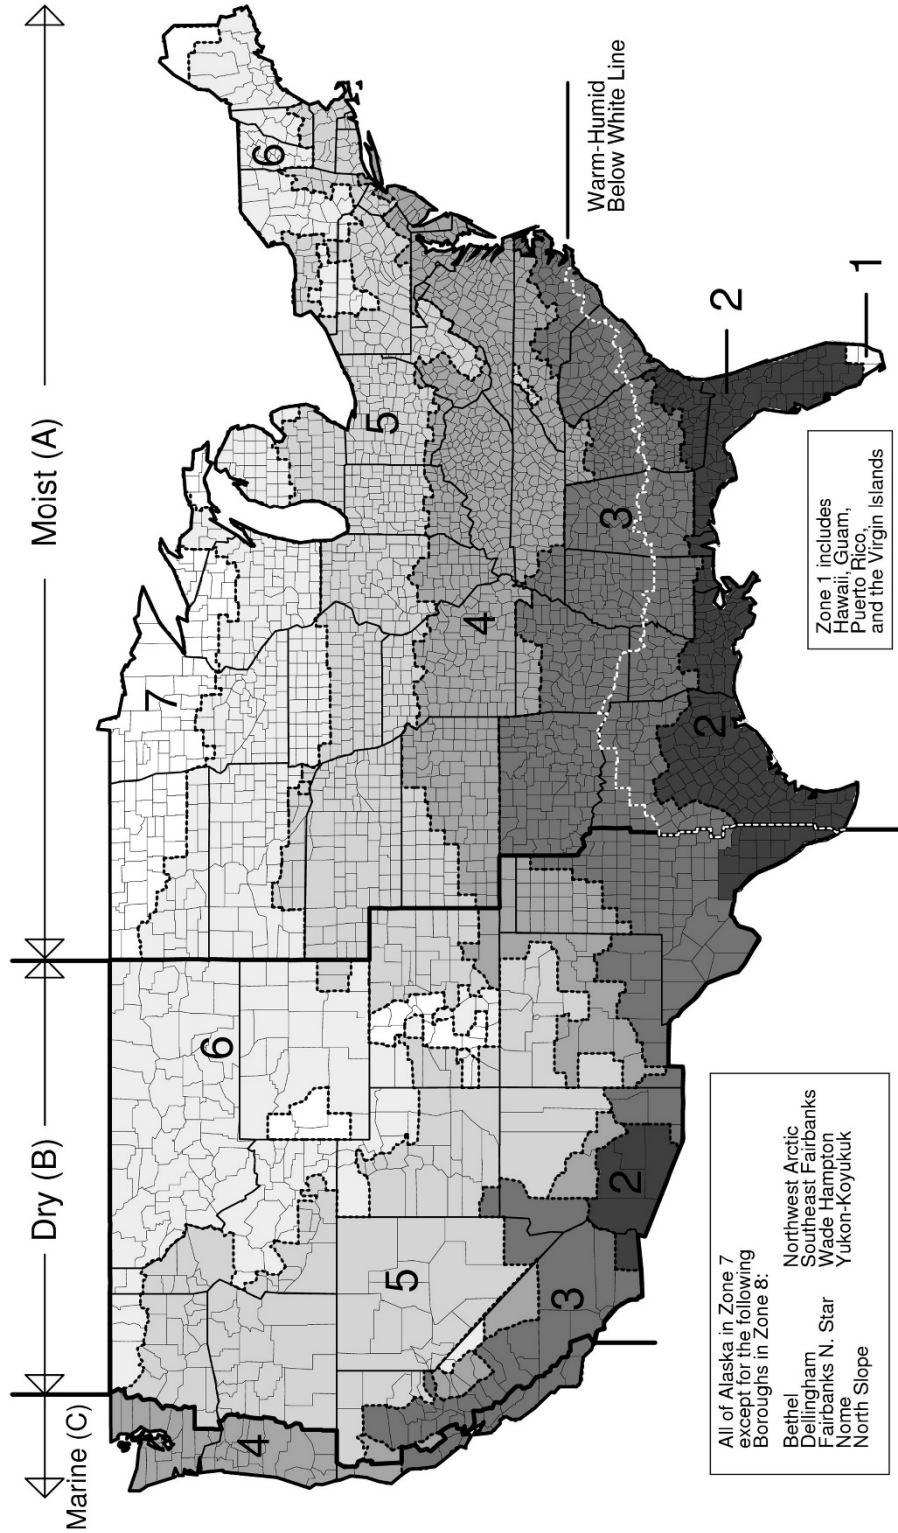 Marine (C)
Dry (B)
Moist (A)
7
6
6
5
5
4
4
3
3
2
2
2
1
Warm-Humid
Below White Line
All of Alaska in Zone 7
except for the following
Boroughs in Zone 8:
Bethel
Dellingham
Fairbanks N. Star
Nome
North Slope
Northwest Arctic
Southeast Fairbanks
Wade Hampton
Yukon-Koyukuk
Zone 1 includes
Hawaii, Guam,
Puerto Rico,
and the Virgin Islands